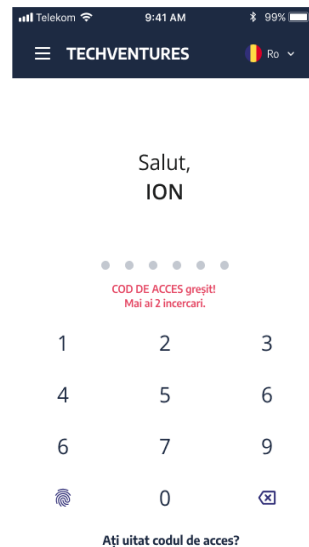 Telekom 9:41 AM 99%
TECHVENTURES Ro
Salut,
ION
COD DE ACCES greșit!
Mai ai 2 incercari.
1 2 3
4 5 6
6 7 9
0
Ați uitat codul de acces?